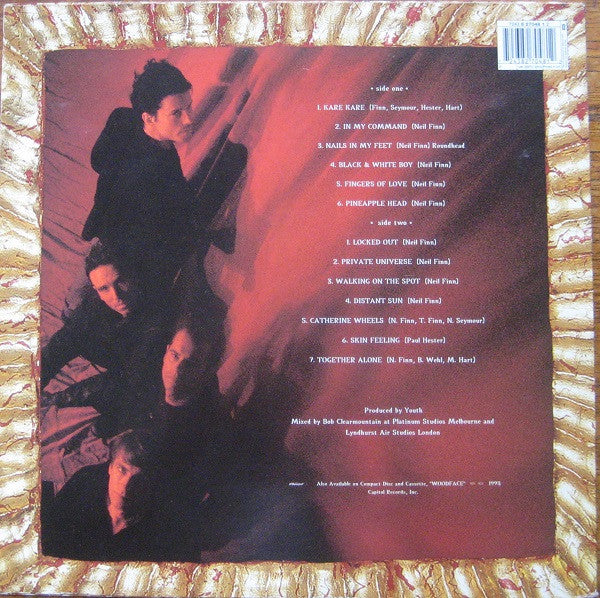 • side one •
1. KARE KARE (Finn, Seymour, Hester, Hart)
2. IN MY COMMAND (Neil Finn)
3. NAILS IN MY FEET (Neil Finn) Roundhead
4. BLACK & WHITE BOY (Neil Finn)
5. FINGERS OF LOVE (Neil Finn)
6. PINEAPPLE HEAD (Neil Finn)
• side two •
1. LOCKED OUT (Neil Finn)
2. PRIVATE UNIVERSE (Neil Finn)
3. WALKING ON THE SPOT (Neil Finn)
4. DISTANT SUN (Neil Finn)
5. CATHERINE WHEELS (N. Finn, T. Finn, N. Seymour)
6. SKIN FEELING (Paul Hester)
7. TOGETHER ALONE (N. Finn, B. Wehl, M. Hart)
Produced by Youth
Mixed by Bob Clearmountain at Platinum Studios Melbourne and
Lyndhurst Air Studios London
Also Available on Compact Disc and Cassette, "WOODFACE" 1993
Capitol Records, Inc.